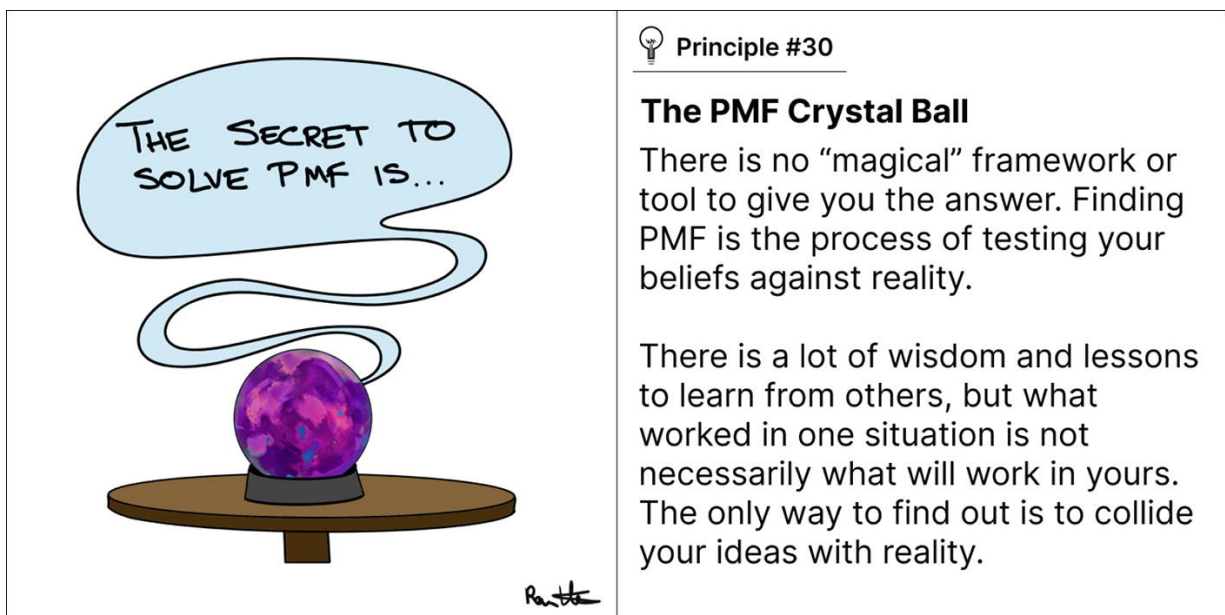 THE SECRET TO
SOLVE PMF IS...
Principle #30
The PMF Crystal Ball
There is no “magical” framework or
tool to give you the answer. Finding
PMF is the process of testing your
beliefs against reality.
There is a lot of wisdom and lessons
to learn from others, but what
worked in one situation is not
necessarily what will work in yours.
The only way to find out is to collide
your ideas with reality.